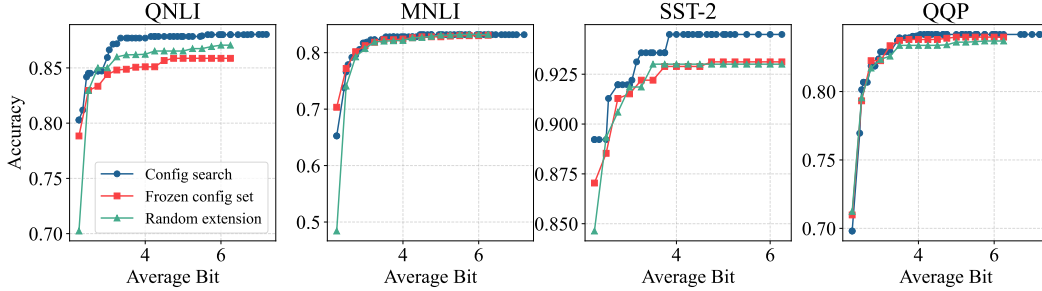 QNLI
MNLI
SST-2
QQP
Accuracy
0.85
0.80
0.75
0.70
Config search
Frozen config set
Random extension
4
6
Average Bit
0.8
0.7
0.6
0.5
4
6
Average Bit
0.925
0.900
0.875
0.850
4
6
Average Bit
0.80
0.75
0.70
4
6
Average Bit